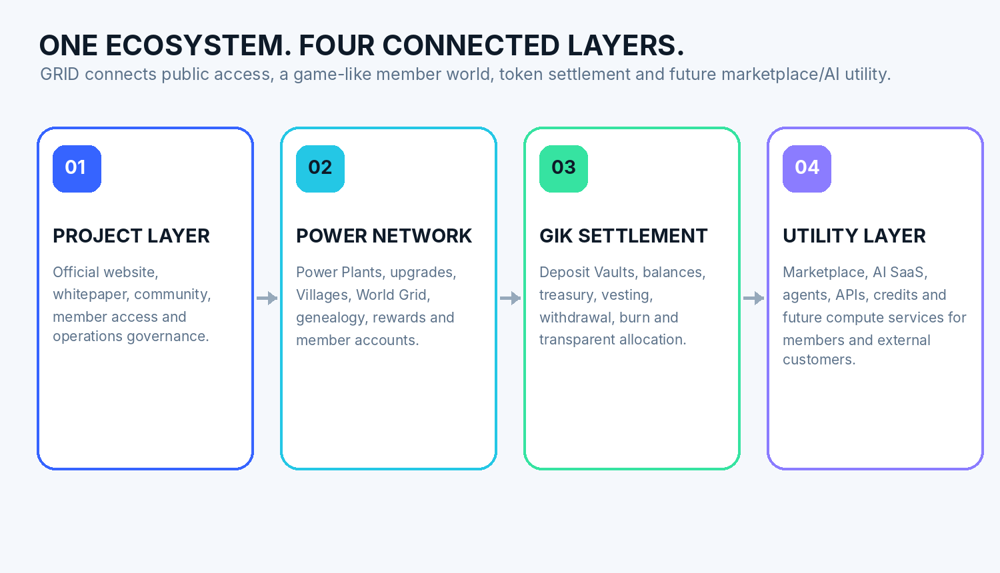 ONE ECOSYSTEM. FOUR CONNECTED LAYERS.
GRID connects public access, a game-like member world, token settlement and future marketplace/AI utility.
01
PROJECT LAYER
Official website,
whitepaper, community,
member access and
operations governance.
02
POWER NETWORK
Power Plants, upgrades,
Villages, World Grid,
genealogy, rewards and
member accounts.
03
GIK SETTLEMENT
Deposit Vaults, balances,
treasury, vesting,
withdrawal, burn and
transparent allocation.
04
UTILITY LAYER
Marketplace, AI SaaS,
agents, APIs, credits and
future compute services for
members and external
customers.